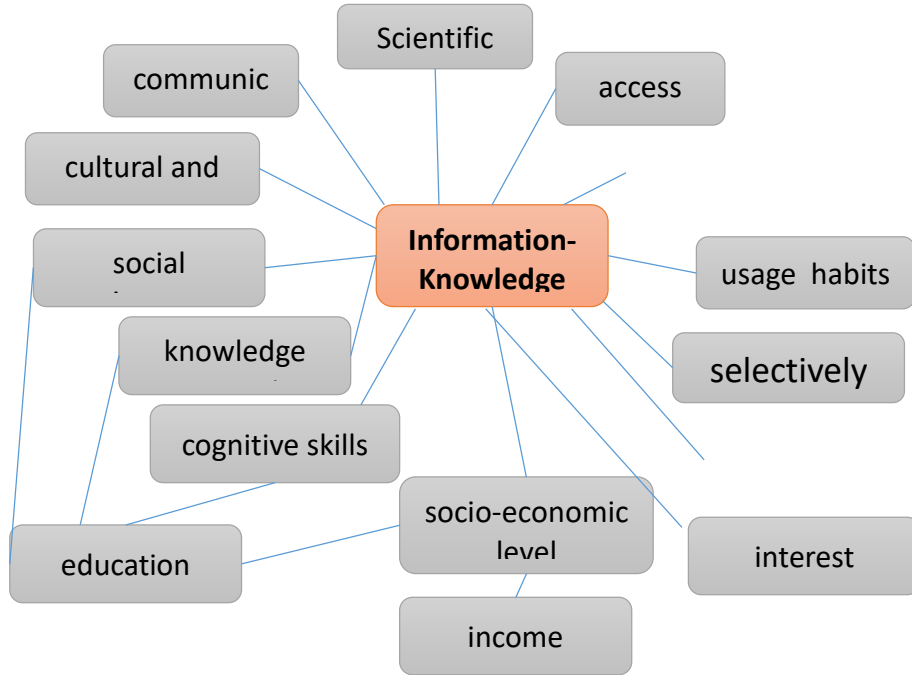 Scientific
communic
access
cultural and
Information-
Knowledge
social
usage habits
knowledge
selectively
cognitive skills
socio-economic
level
education
interest
income